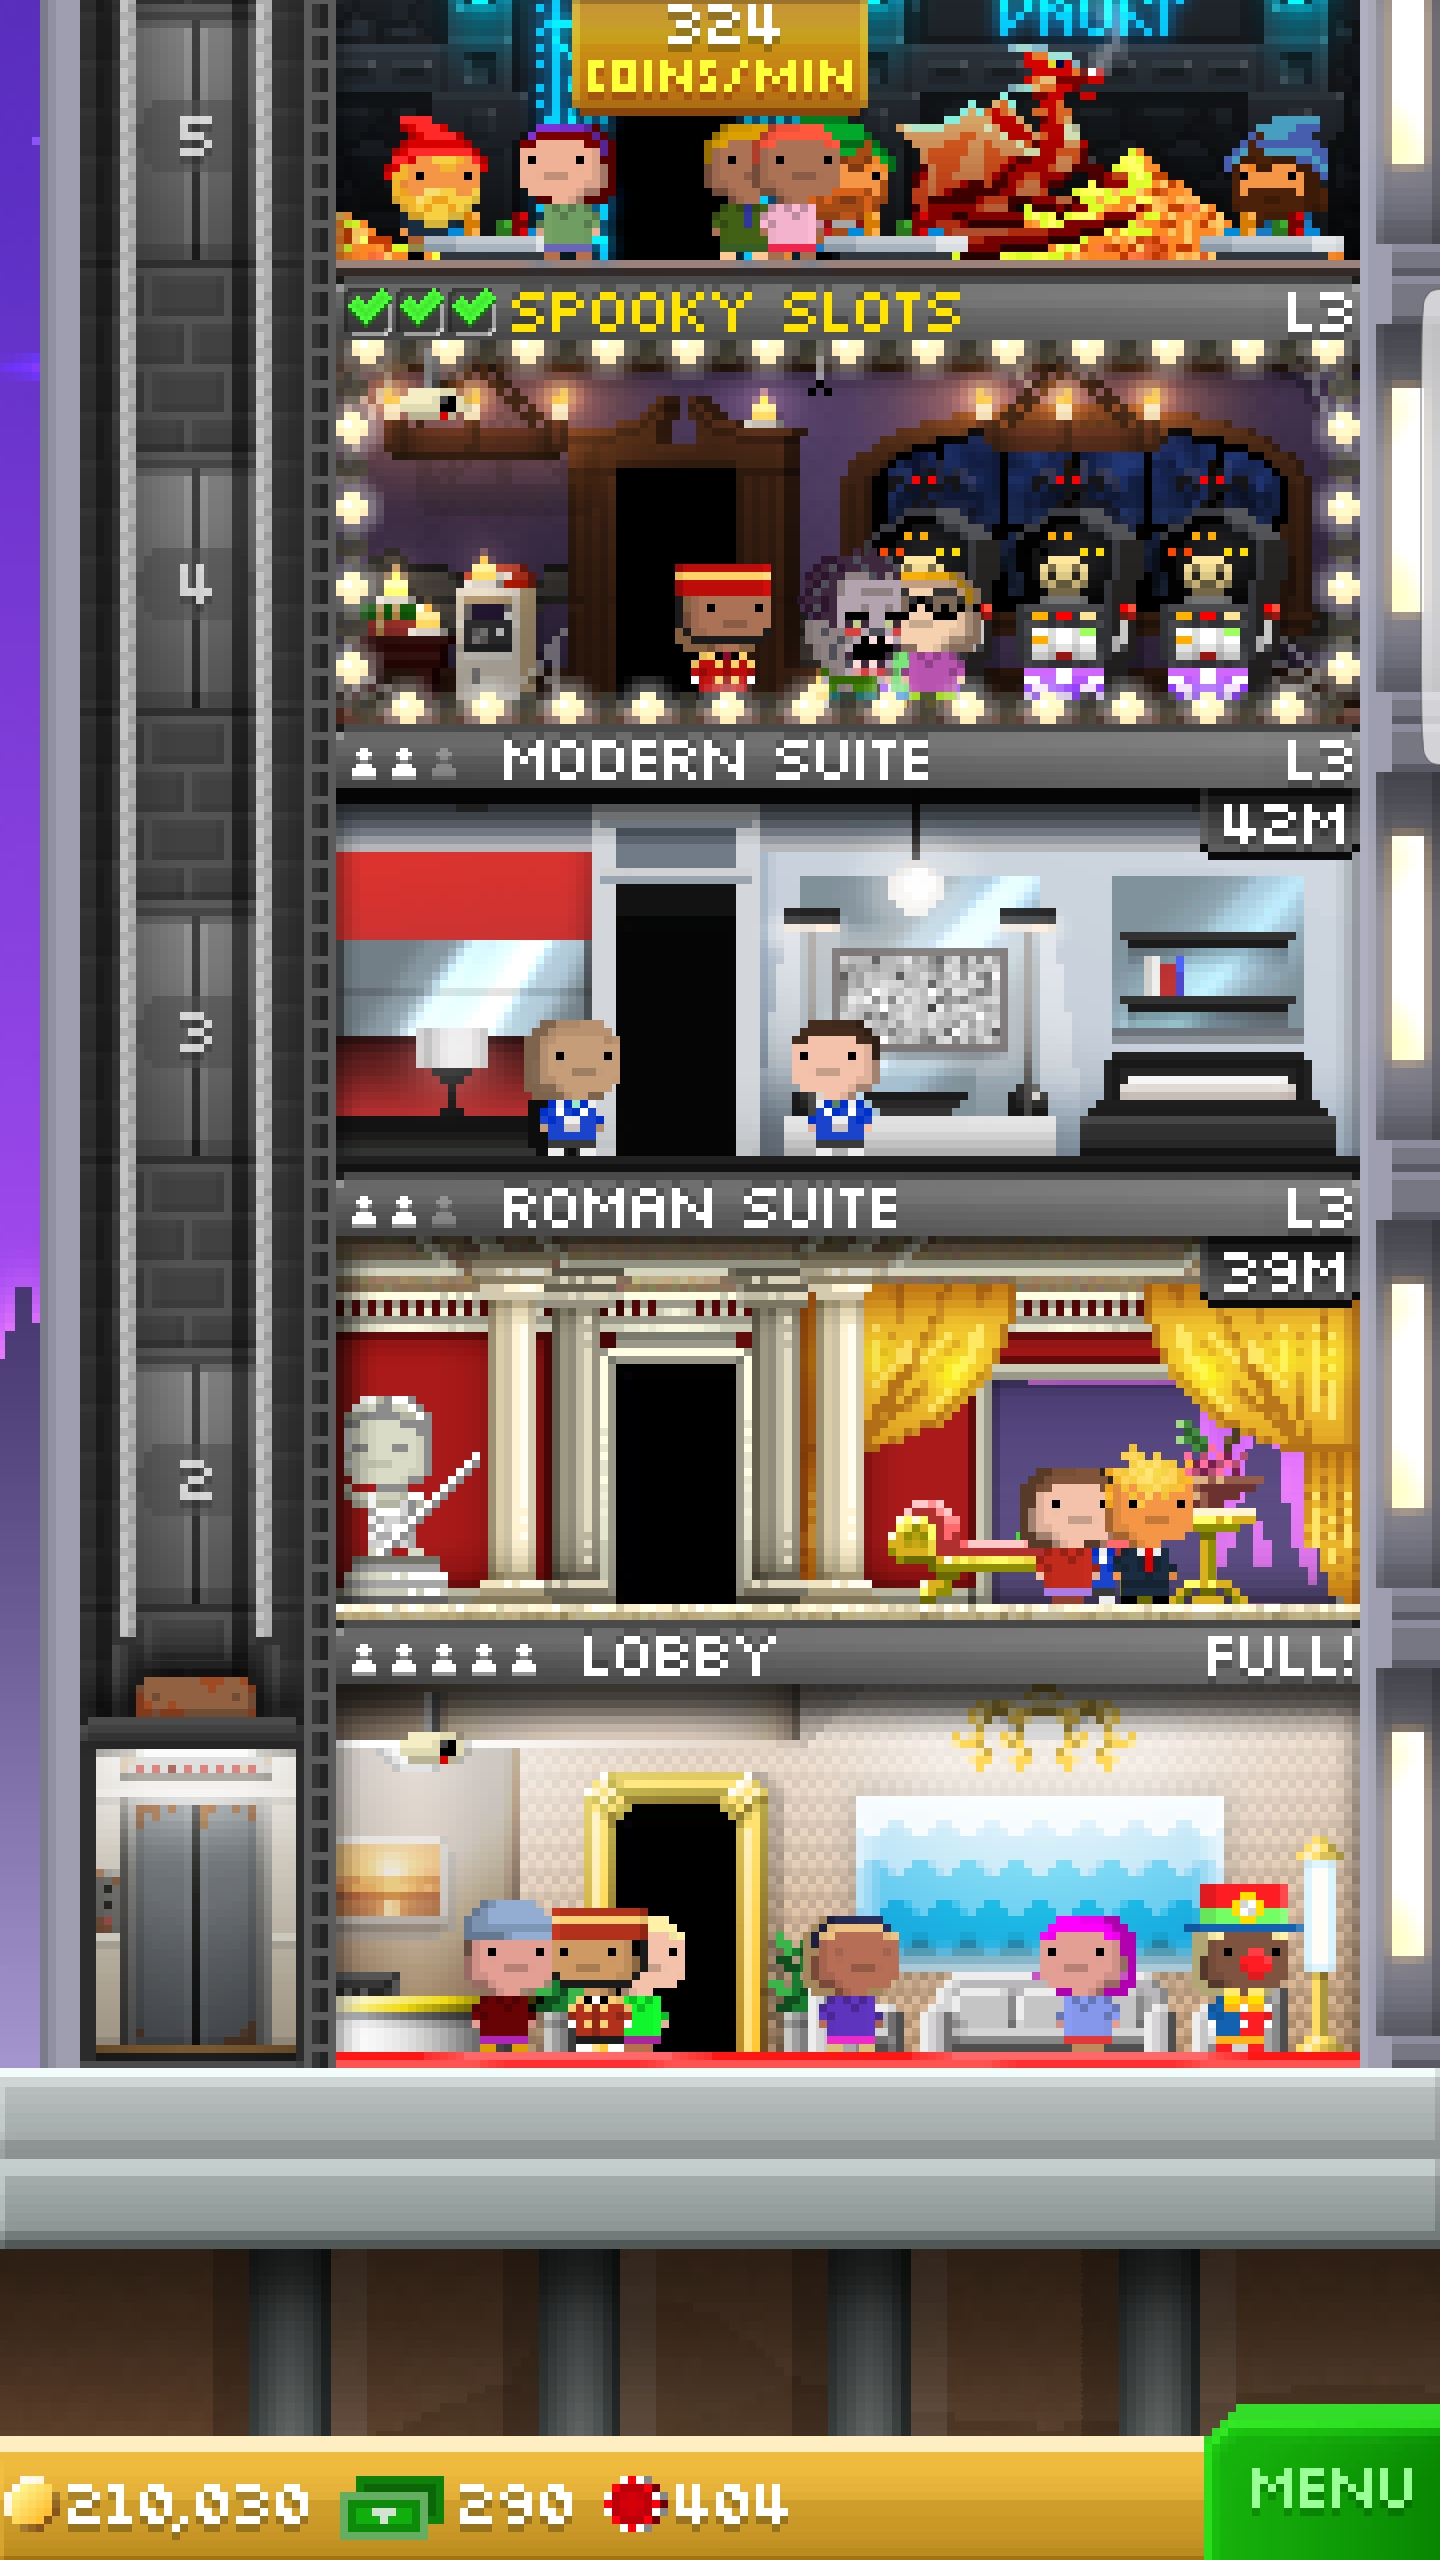 324
COINS/MIN
5
SPOOKY SLOTS L3
4
MODERN SUITE L3
42M
3
ROMAN SUITE L3
39M
2
LOBBY FULL!
210,030 290 404 MENU